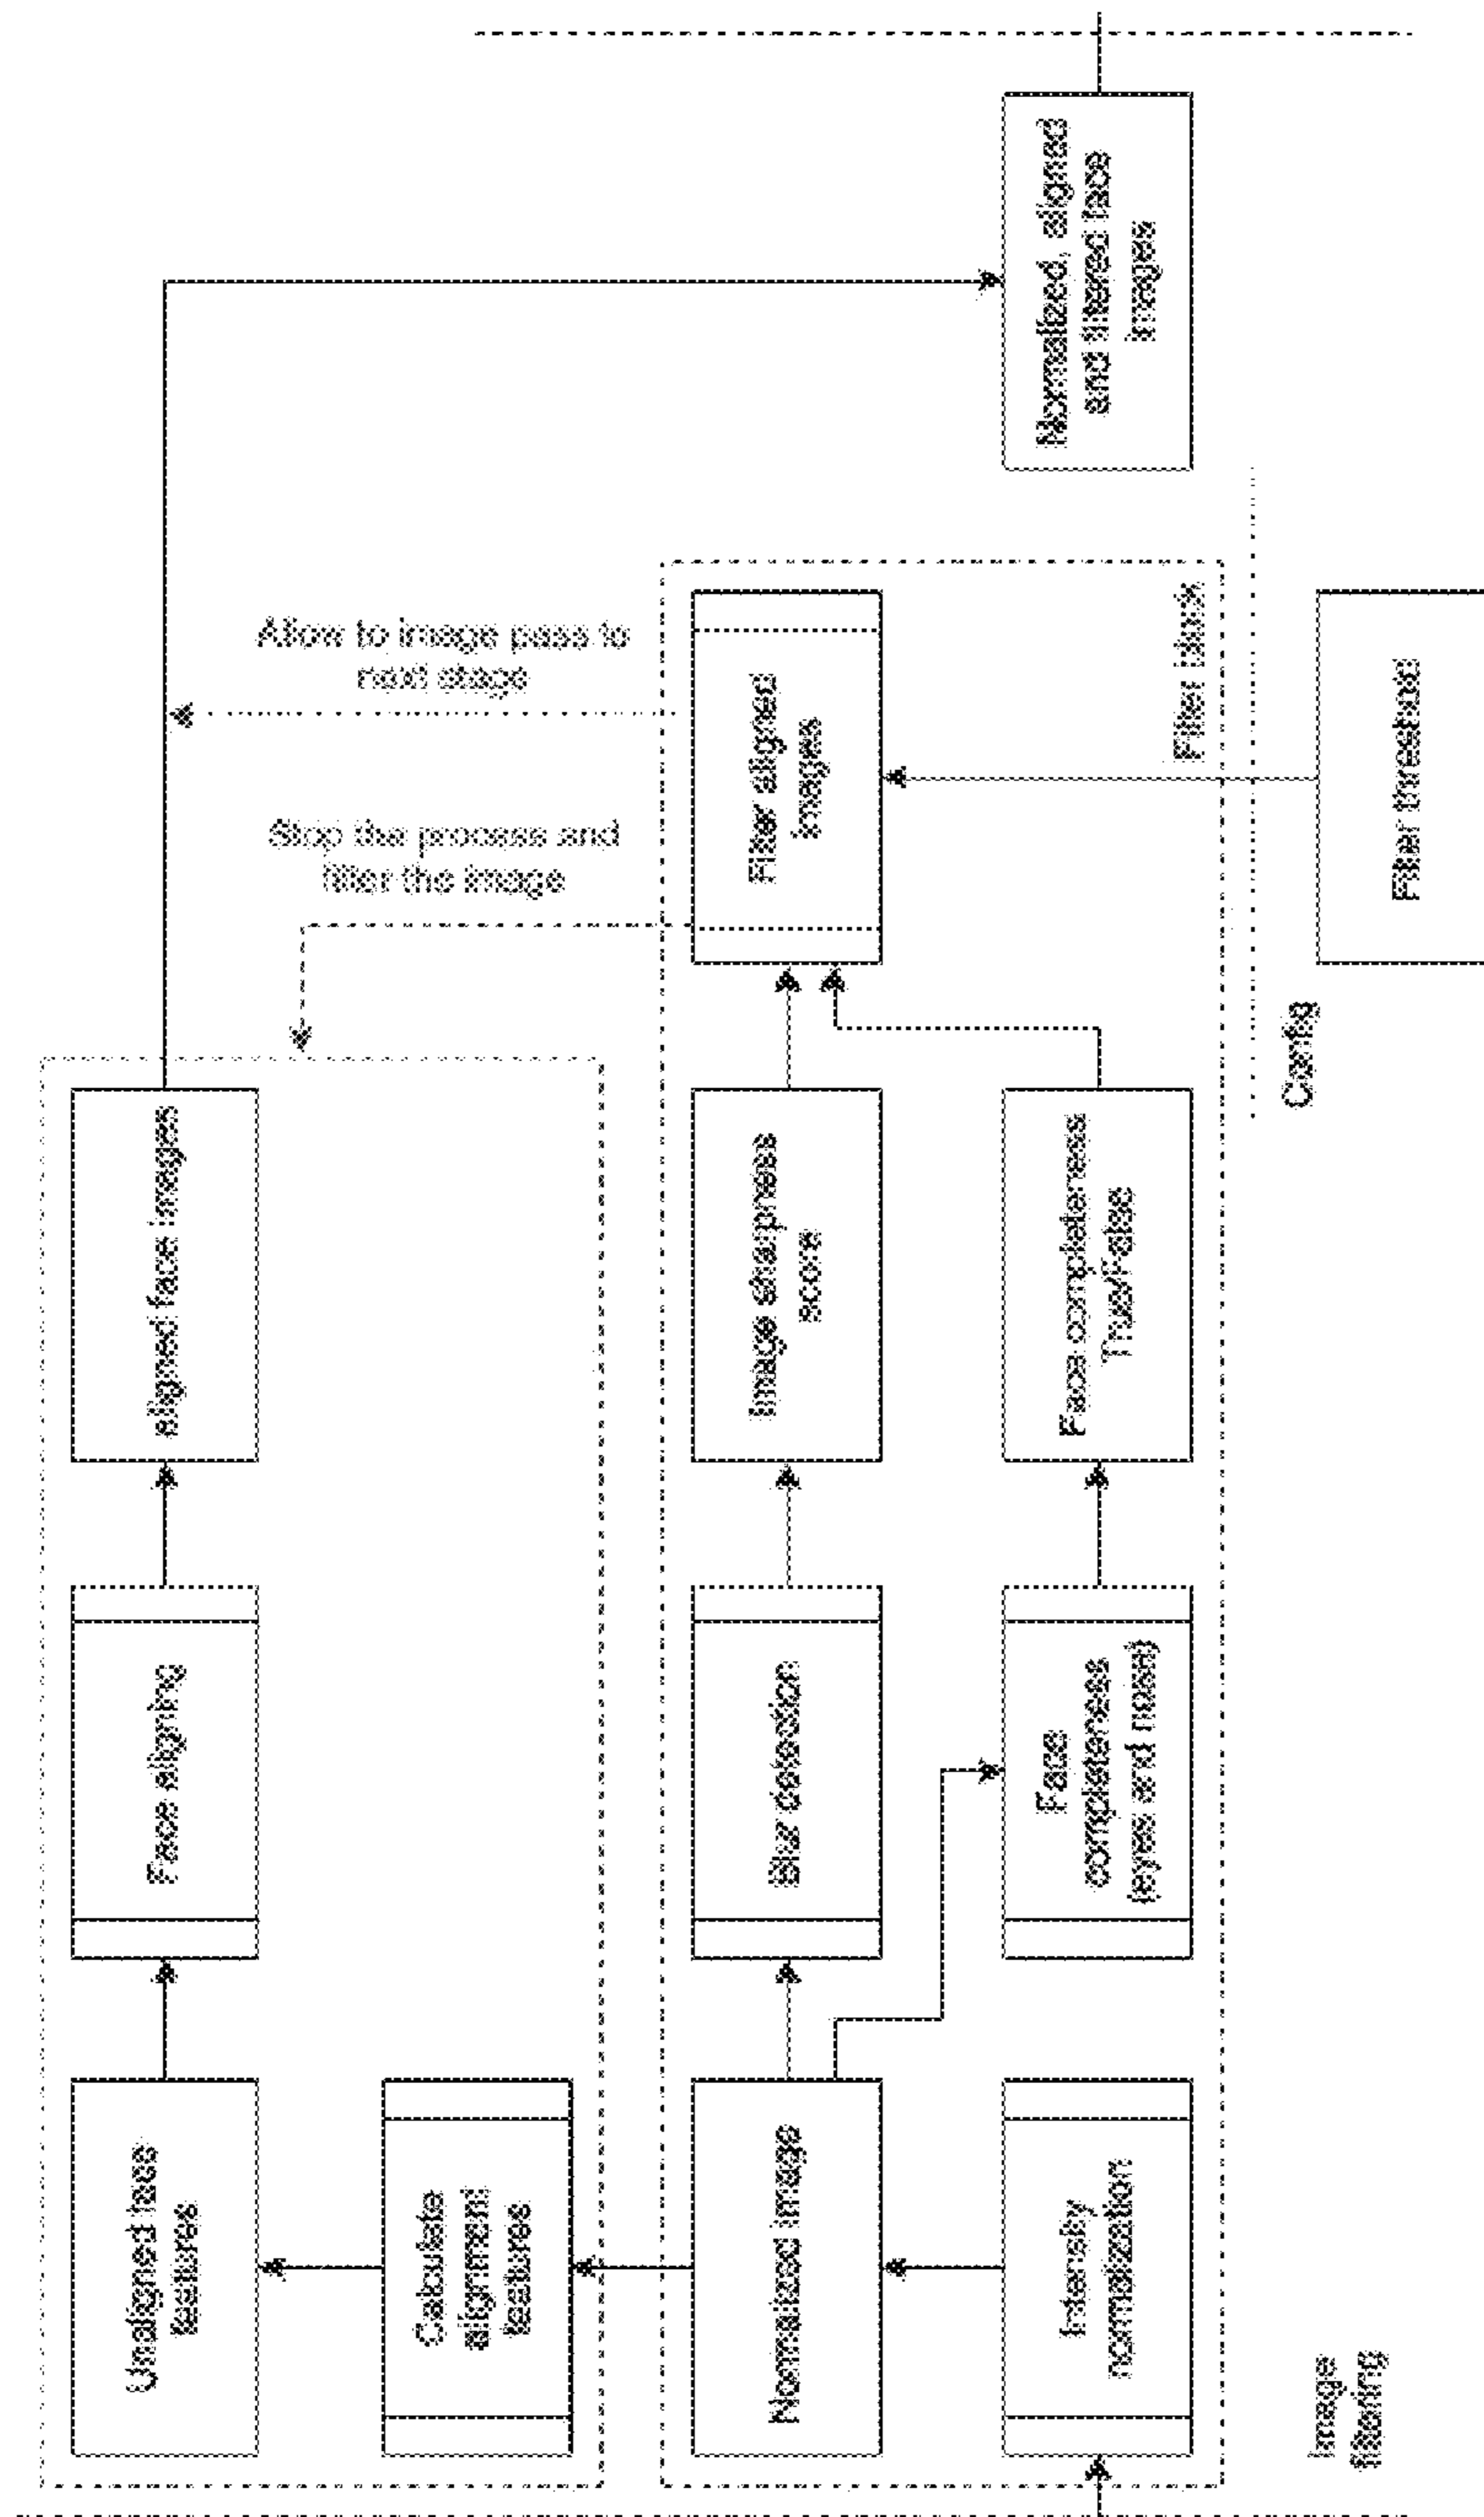 Unaligned face
features
Face aligning
aligned face images
Calculate
alignment
features
Allow to image pass to
next stage
Stop the process and
filter the image
Normalized image
Blur detection
Image sharpness
score
Filter aligned
images
Intensity
normalization
Face
completeness
(eyes and nose)
Face completeness
True/False
Filter block
Normalized, aligned
and filtered face
images
Image
filtering
Config
Filter threshold